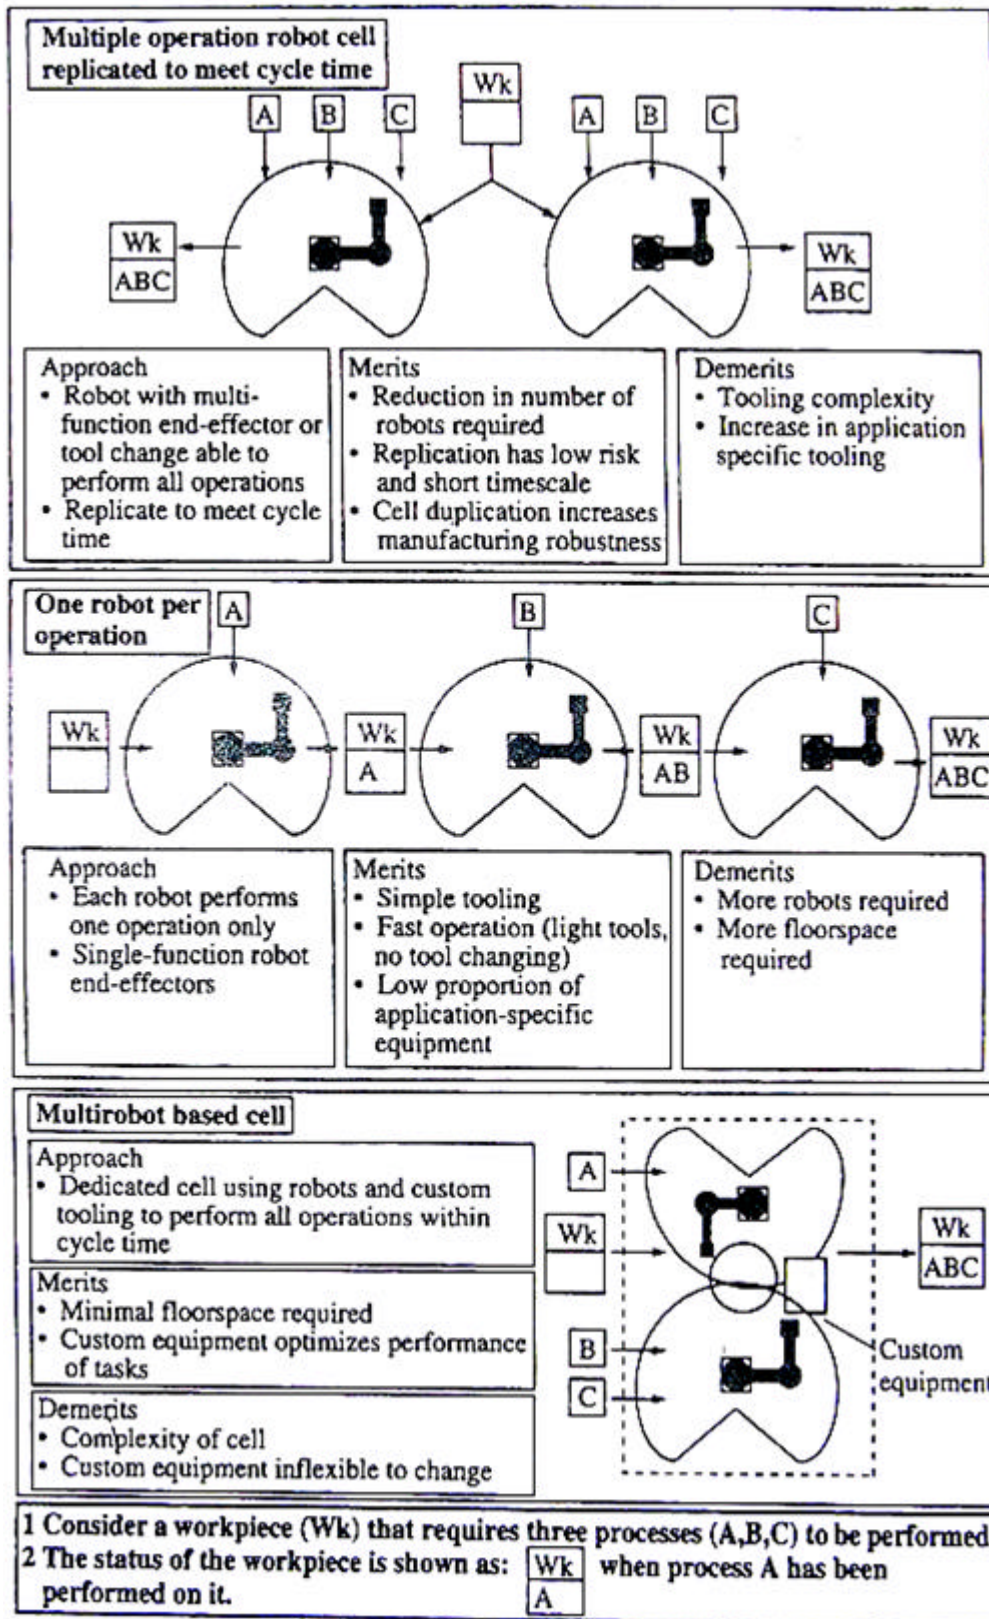 Multiple operation robot cell
replicated to meet cycle time
Wk
A
B
C
A
B
C
Wk
ABC
Wk
ABC
Approach
• Robot with multi-
function end-effector or
tool change able to
perform all operations
• Replicate to meet cycle
time
Merits
• Reduction in number of
robots required
• Replication has low risk
and short timescale
• Cell duplication increases
manufacturing robustness
Demerits
• Tooling complexity
• Increase in application
specific tooling
One robot per
operation
A
B
C
Wk
Wk
A
Wk
AB
Wk
ABC
Approach
• Each robot performs
one operation only
• Single-function robot
end-effectors
Merits
• Simple tooling
• Fast operation (light tools,
no tool changing)
• Low proportion of
application-specific
equipment
Demerits
• More robots required
• More floorspace
required
Multirobot based cell
Approach
• Dedicated cell using robots and custom
tooling to perform all operations within
cycle time
Merits
• Minimal floorspace required
• Custom equipment optimizes performance
of tasks
Demerits
• Complexity of cell
• Custom equipment inflexible to change
A
Wk
B
C
Wk
ABC
Custom
equipment
1 Consider a workpiece (Wk) that requires three processes (A,B,C) to be performed
2 The status of the workpiece is shown as: Wk when process A has been
performed on it. A